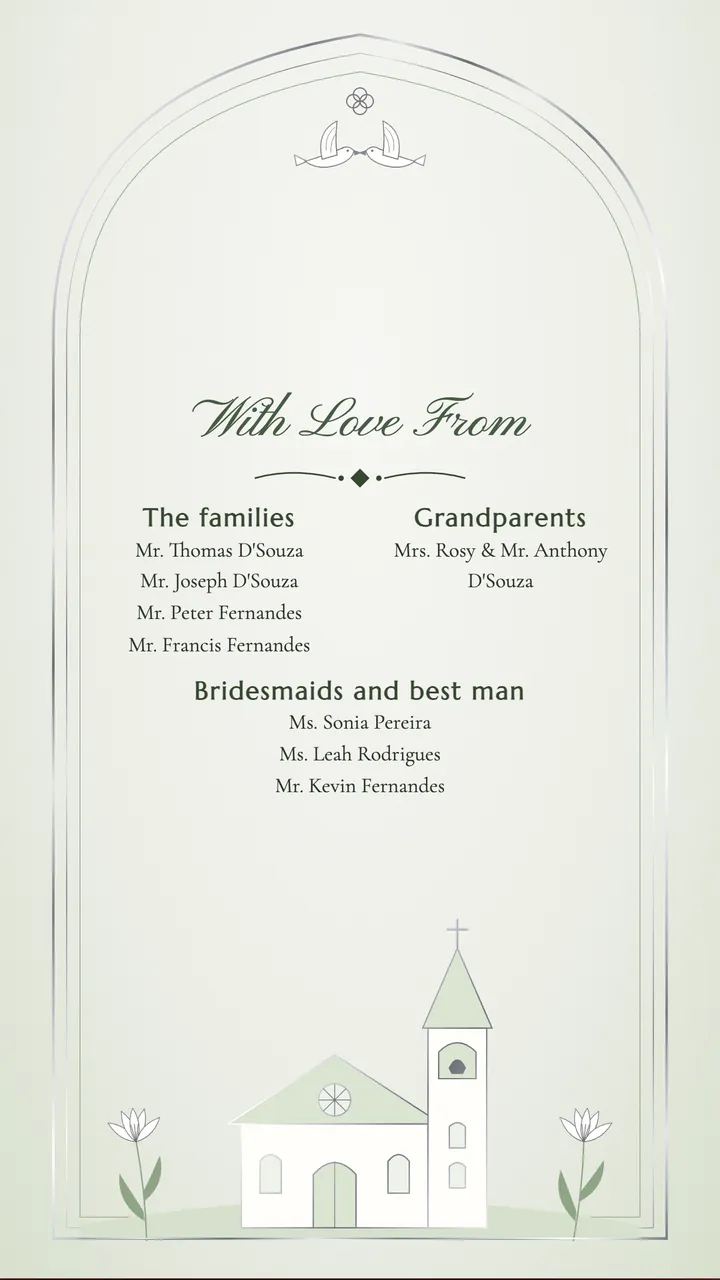 With Love From
The families
Mr. Thomas D'Souza
Mr. Joseph D'Souza
Mr. Peter Fernandes
Mr. Francis Fernandes
Grandparents
Mrs. Rosy & Mr. Anthony
D'Souza
Bridesmaids and best man
Ms. Sonia Pereira
Ms. Leah Rodrigues
Mr. Kevin Fernandes